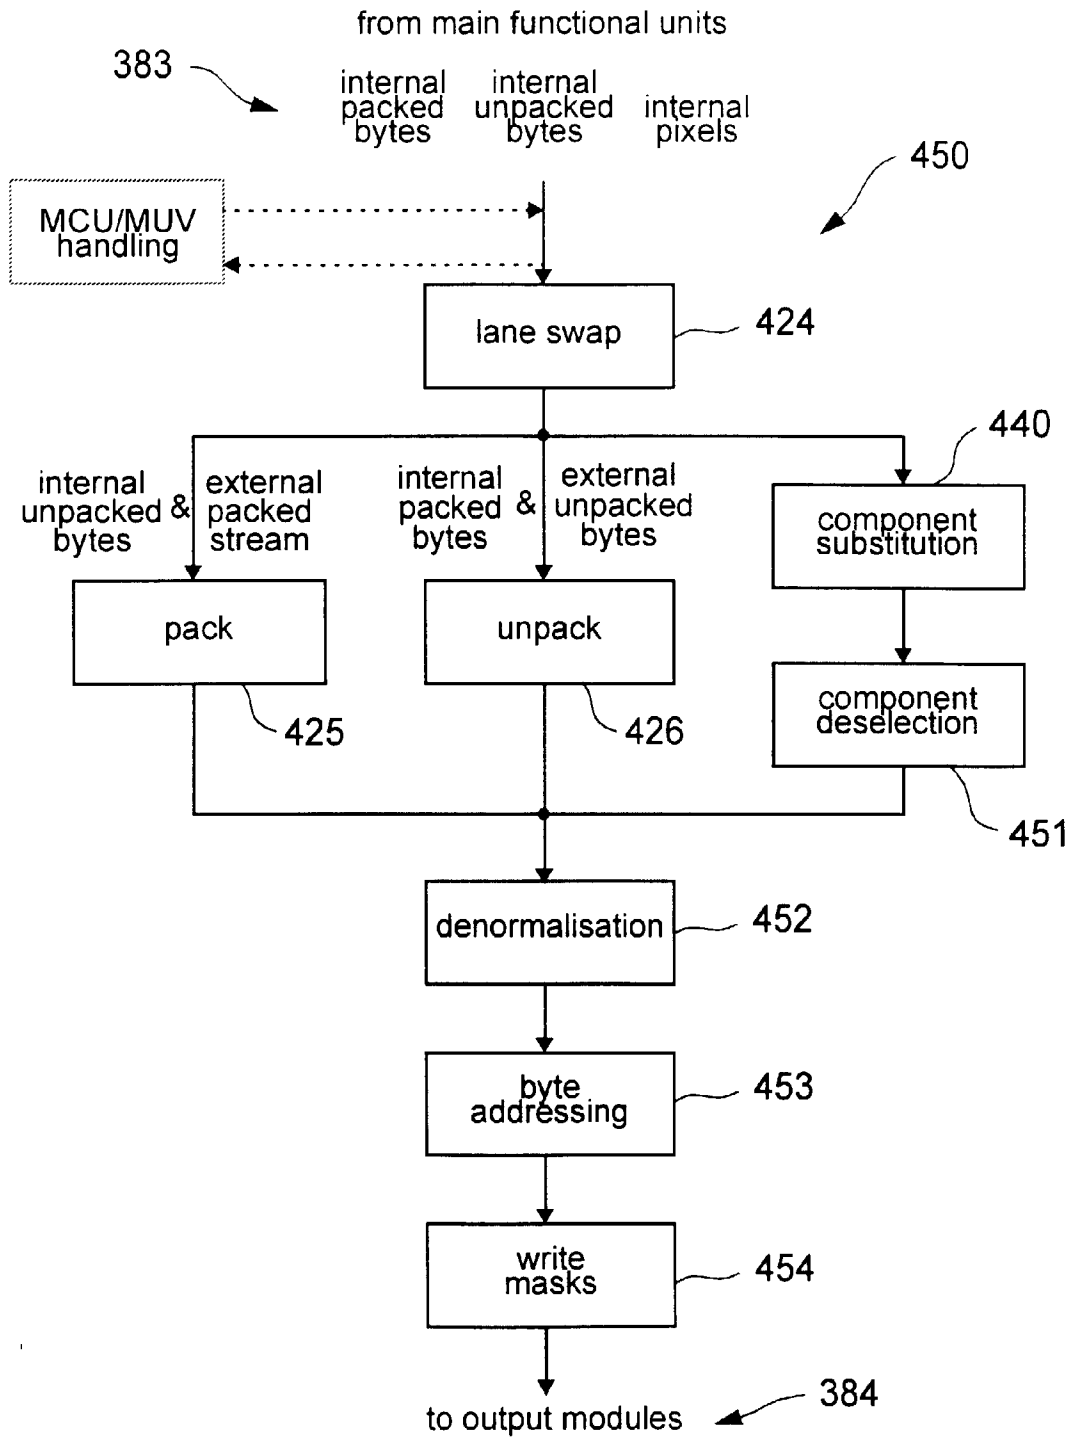 from main functional units
383
internal
packed
bytes
internal
unpacked
bytes
internal
pixels
450
MCU/MUV
handling
lane swap
424
440
internal
unpacked
bytes
&
external
packed
stream
internal
packed
bytes
&
external
unpacked
bytes
component
substitution
pack
unpack
component
deselection
425
426
451
denormalisation
452
byte
addressing
453
write
masks
454
to output modules
384